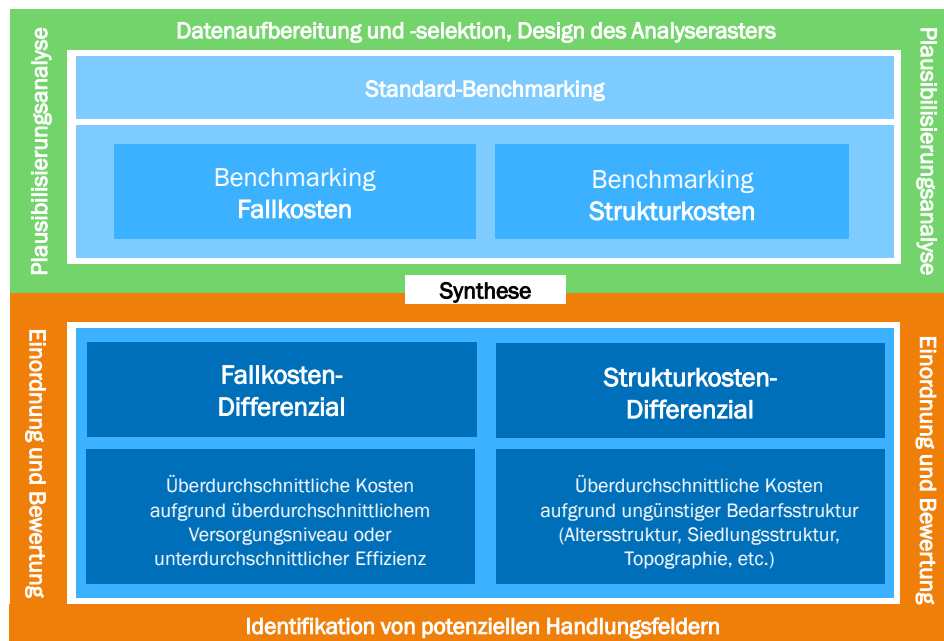 Datenaufbereitung und -selektion, Design des Analyserasters
Plausibilisierungsanalyse
Plausibilisierungsanalyse
Standard-Benchmarking
Benchmarking
Fallkosten
Benchmarking
Strukturkosten
Synthese
Einordnung und Bewertung
Einordnung und Bewertung
Fallkosten-
Differenzial
Strukturkosten-
Differenzial
Überdurchschnittliche Kosten
aufgrund überdurchschnittlichem
Versorgungsniveau oder
unterdurchschnittlicher Effizienz
Überdurchschnittliche Kosten
aufgrund ungünstiger Bedarfsstruktur
(Altersstruktur, Siedlungsstruktur,
Topographie, etc.)
Identifikation von potenziellen Handlungsfeldern